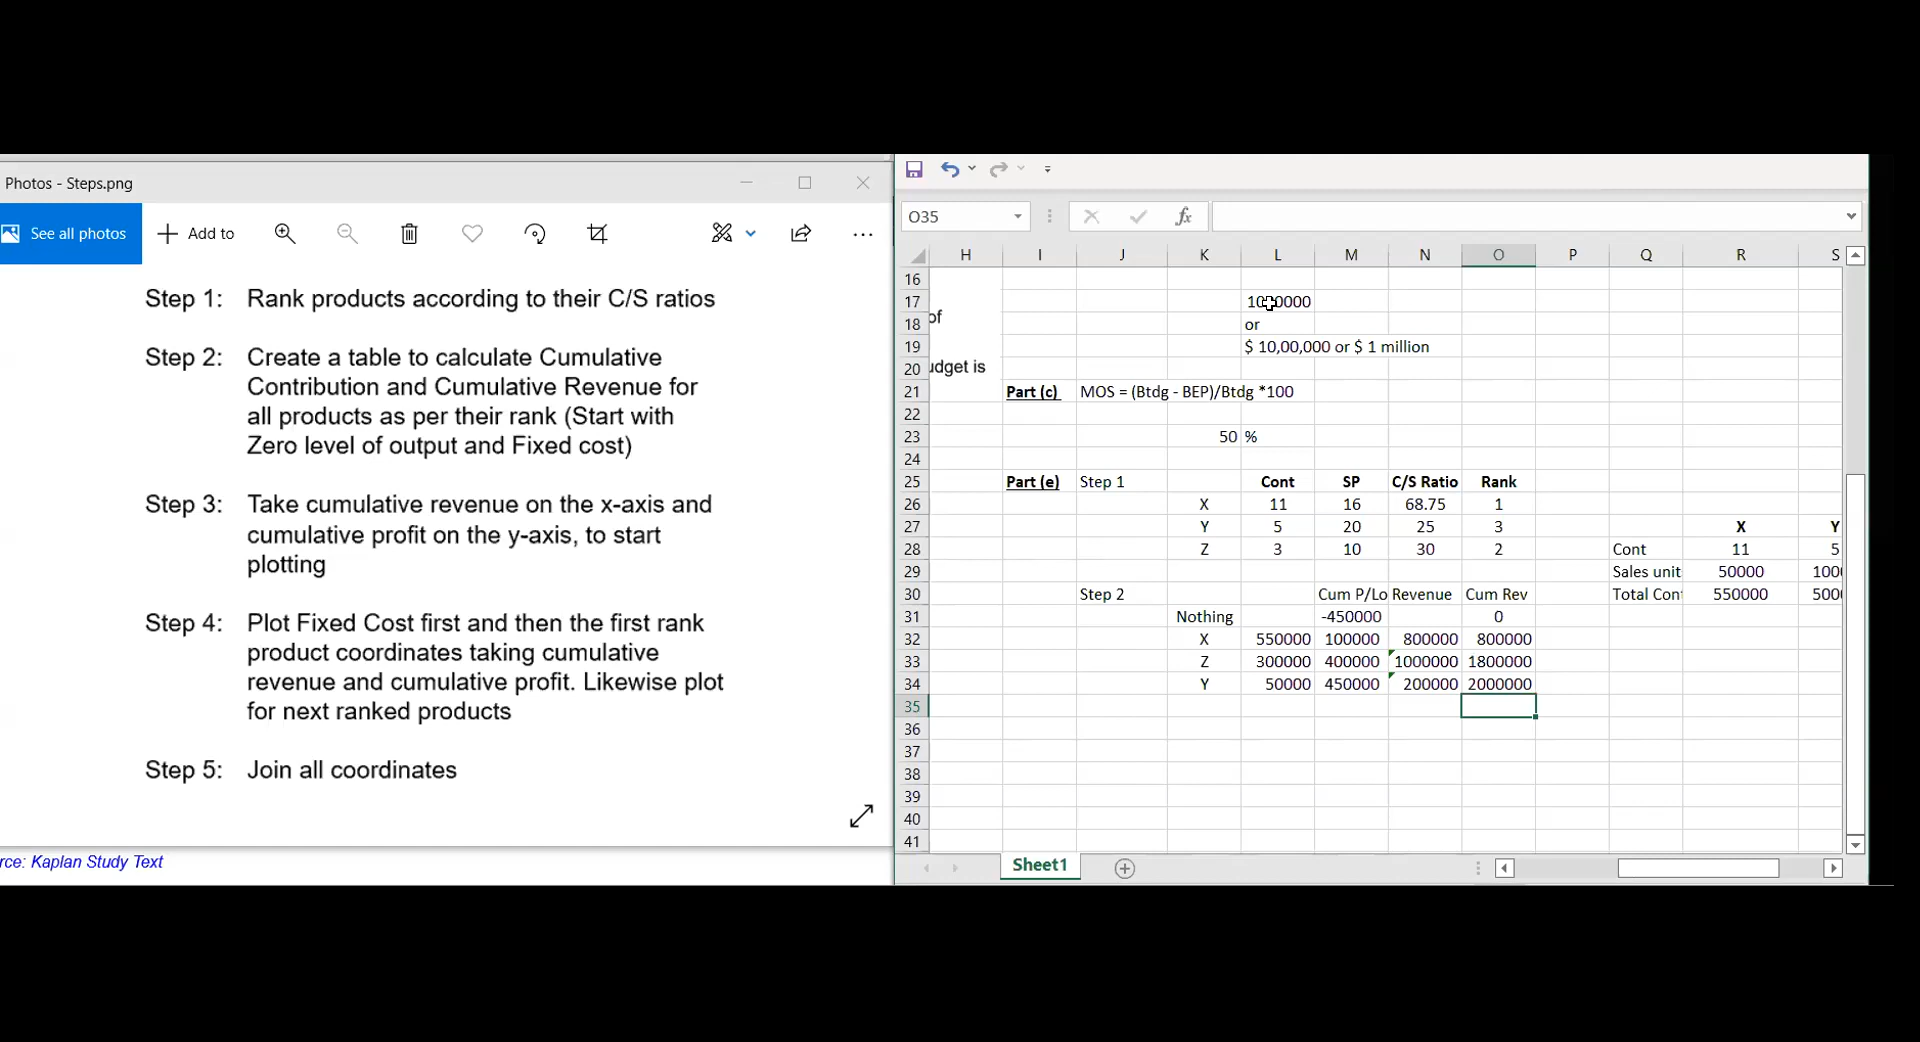 Photos - Steps.png
See all photos
Add to
Step 1: Rank products according to their C/S ratios
Step 2: Create a table to calculate Cumulative
Contribution and Cumulative Revenue for
all products as per their rank (Start with
Zero level of output and Fixed cost)
Step 3: Take cumulative revenue on the x-axis and
cumulative profit on the y-axis, to start
plotting
Step 4: Plot Fixed Cost first and then the first rank
product coordinates taking cumulative
revenue and cumulative profit. Likewise plot
for next ranked products
Step 5: Join all coordinates
rce: Kaplan Study Text
O35
fx
H I J K L M N O P Q R S
16
17
18 of or
19 $ 10,00,000 or $ 1 million
20 udget is
21 Part (c) MOS = (Btdg - BEP)/Btdg *100
22
23 50 %
24
25 Part (e) Step 1 Cont SP C/S Ratio Rank
26 X 11 16 68.75 1
27 Y 5 20 25 3 X Y
28 Z 3 10 30 2 Cont 11 5
29 Sales unit 50000 100
30 Step 2 Cum P/Lo Revenue Cum Rev Total Con 550000 500
31 Nothing -450000 0
32 X 550000 100000 800000 800000
33 Z 300000 400000 1000000 1800000
34 Y 50000 450000 200000 2000000
35
36
37
38
39
40
41
Sheet1